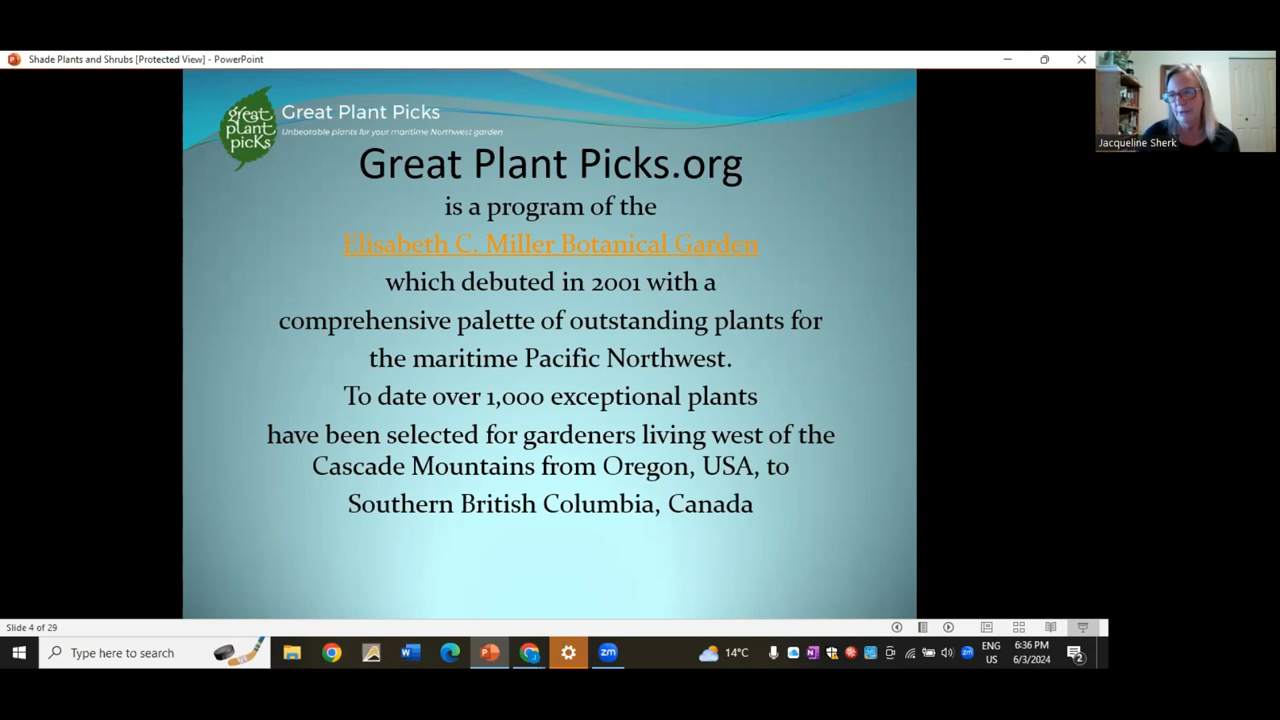 Shade Plants and Shrubs [Protected View] - PowerPoint
great
plant
picks
Great Plant Picks
Unbeatable plants for your maritime Northwest garden
Great Plant Picks.org
is a program of the
Elisabeth C. Miller Botanical Garden
which debuted in 2001 with a
comprehensive palette of outstanding plants for
the maritime Pacific Northwest.
To date over 1,000 exceptional plants
have been selected for gardeners living west of the
Cascade Mountains from Oregon, USA, to
Southern British Columbia, Canada
Jacqueline Sherk
Slide 4 of 29
Type here to search
zm
14°C
ENG
US
6:36 PM
6/3/2024
2